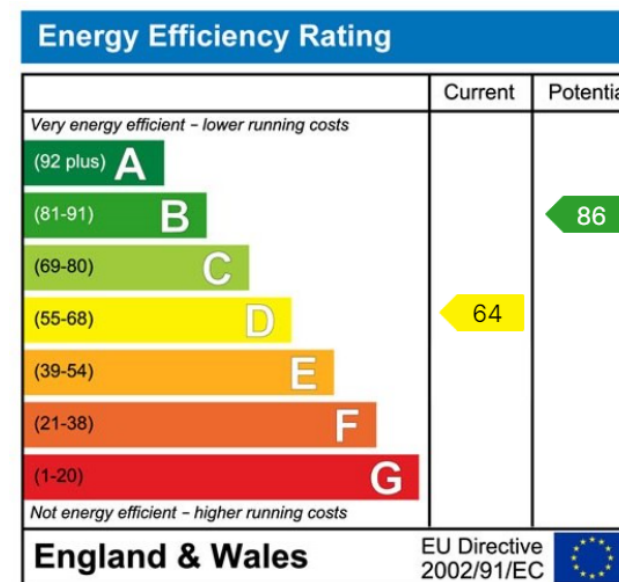 Energy Efficiency Rating
Current Potentia
Very energy efficient – lower running costs
(92 plus) A
(81-91) B 86
(69-80) C
(55-68) D 64
(39-54) E
(21-38) F
(1-20) G
Not energy efficient – higher running costs
England & Wales
EU Directive
2002/91/EC